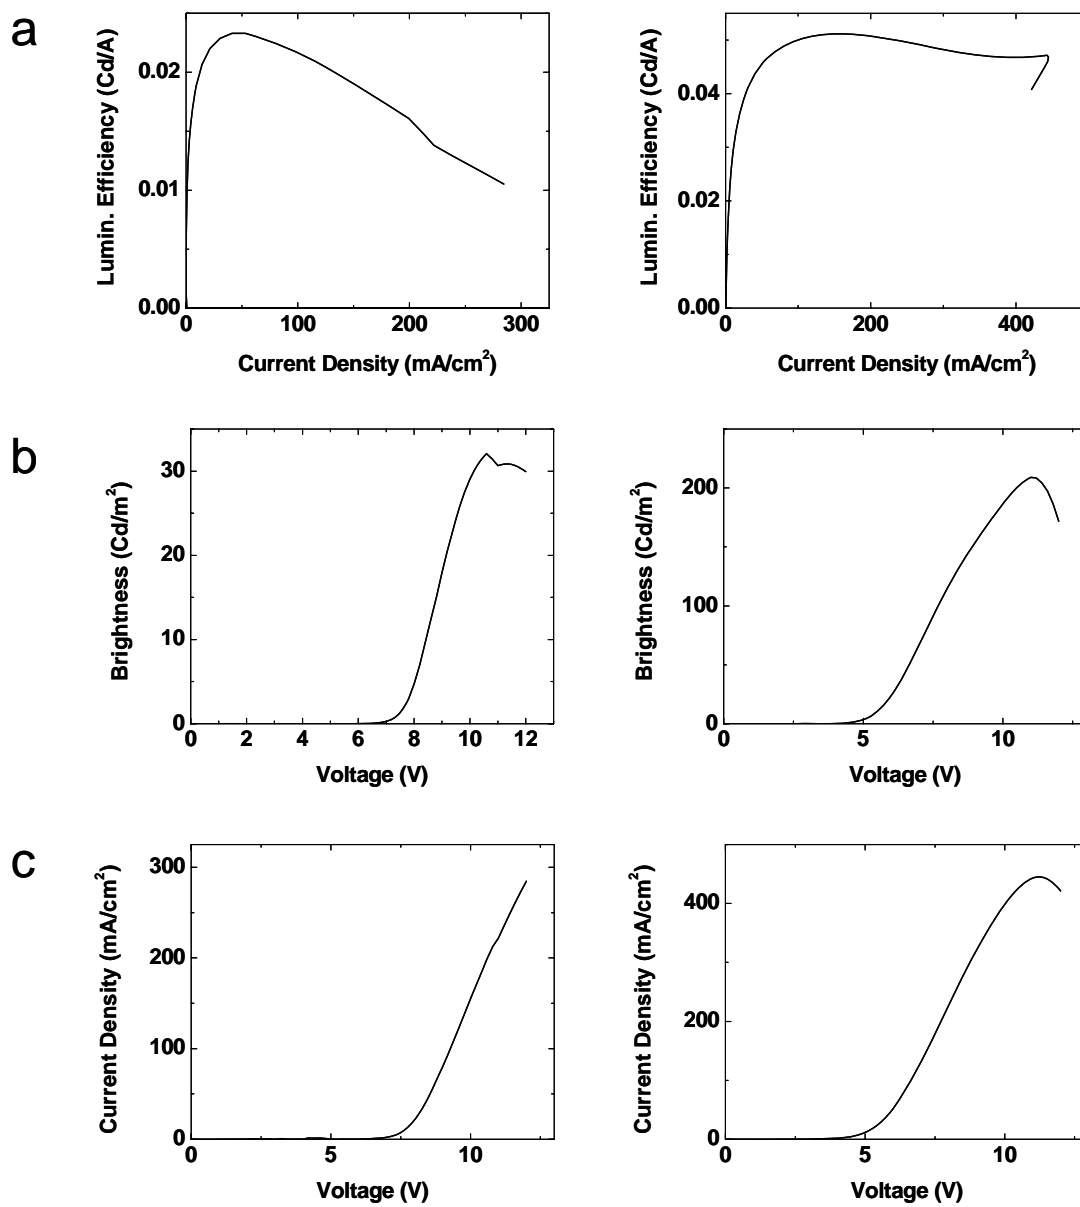 a
Lumin. Efficiency (Cd/A)
0.02
0.01
0.00
0 100 200 300
Current Density (mA/cm²)
Lumin. Efficiency (Cd/A)
0.04
0.02
0.00
0 200 400
Current Density (mA/cm²)
b
Brightness (Cd/m²)
30
20
10
0
0 2 4 6 8 10 12
Voltage (V)
Brightness (Cd/m²)
200
100
0
0 5 10
Voltage (V)
c
Current Density (mA/cm²)
300
200
100
0
0 5 10
Voltage (V)
Current Density (mA/cm²)
400
200
0
0 5 10
Voltage (V)